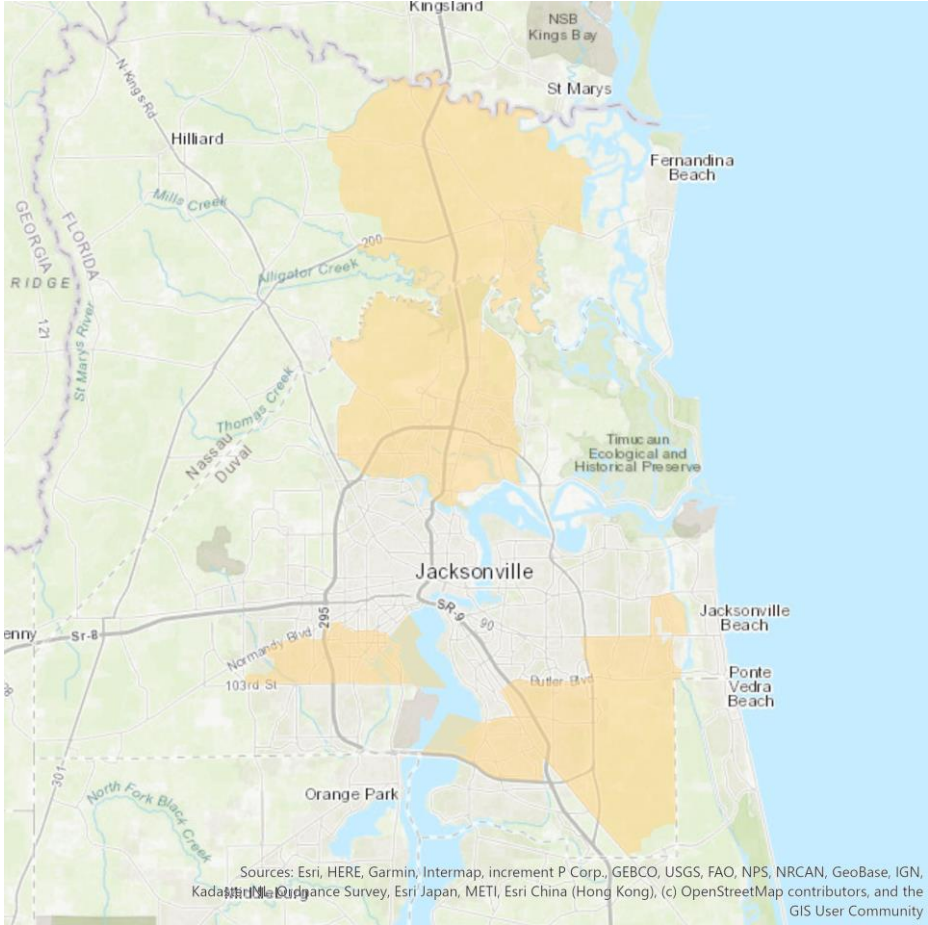 Kingsland
NSB
Kings Bay
N Kings Rd
St Marys
Hilliard
Fernandina
Beach
Mills Creek
GEORGIA
FLORIDA
200
Alligator Creek
RIDGE
121
St Marys River
Thomas Creek
Nassau
Duval
Timucuan
Ecological and
Historical Preserve
Jacksonville
295
SR-9
90
Jacksonville
Beach
enny
Sr-8
Normandy Blvd
103rd St
Butler Blvd
Ponte
Vedra
Beach
301
Orange Park
North Fork Black Creek
Middleburg
Sources: Esri, HERE, Garmin, Intermap, increment P Corp., GEBCO, USGS, FAO, NPS, NRCAN, GeoBase, IGN,
Kadaster NL, Ordnance Survey, Esri Japan, METI, Esri China (Hong Kong), (c) OpenStreetMap contributors, and the
GIS User Community